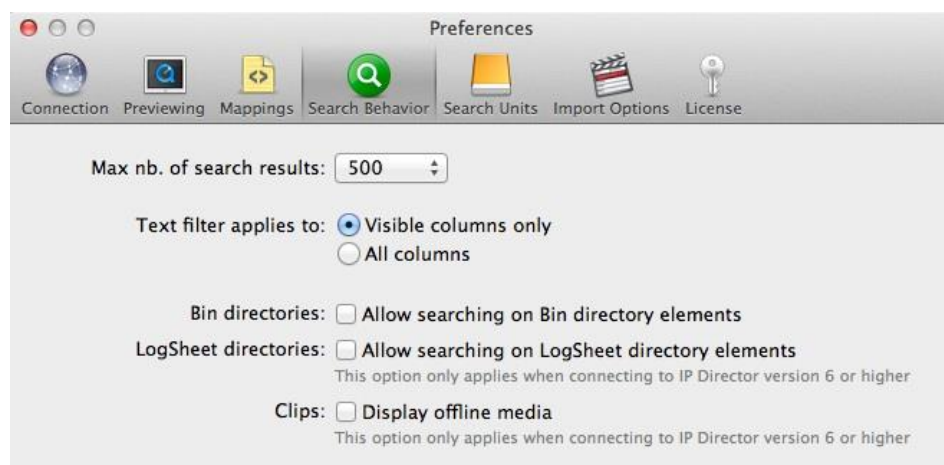 Preferences
Connection Previewing Mappings Search Behavior Search Units Import Options License
Max nb. of search results: 500
Text filter applies to: Visible columns only
All columns
Bin directories: Allow searching on Bin directory elements
LogSheet directories: Allow searching on LogSheet directory elements
This option only applies when connecting to IP Director version 6 or higher
Clips: Display offline media
This option only applies when connecting to IP Director version 6 or higher